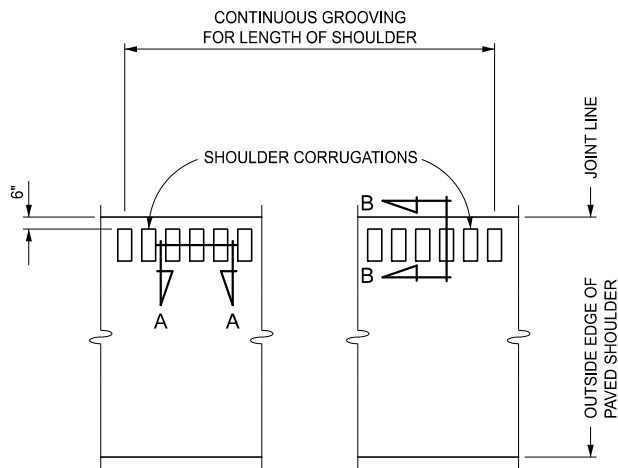 CONTINUOUS GROOVING
FOR LENGTH OF SHOULDER
SHOULDER CORRUGATIONS
6"
JOINT LINE
B
B
A
A
OUTSIDE EDGE OF
PAVED SHOULDER